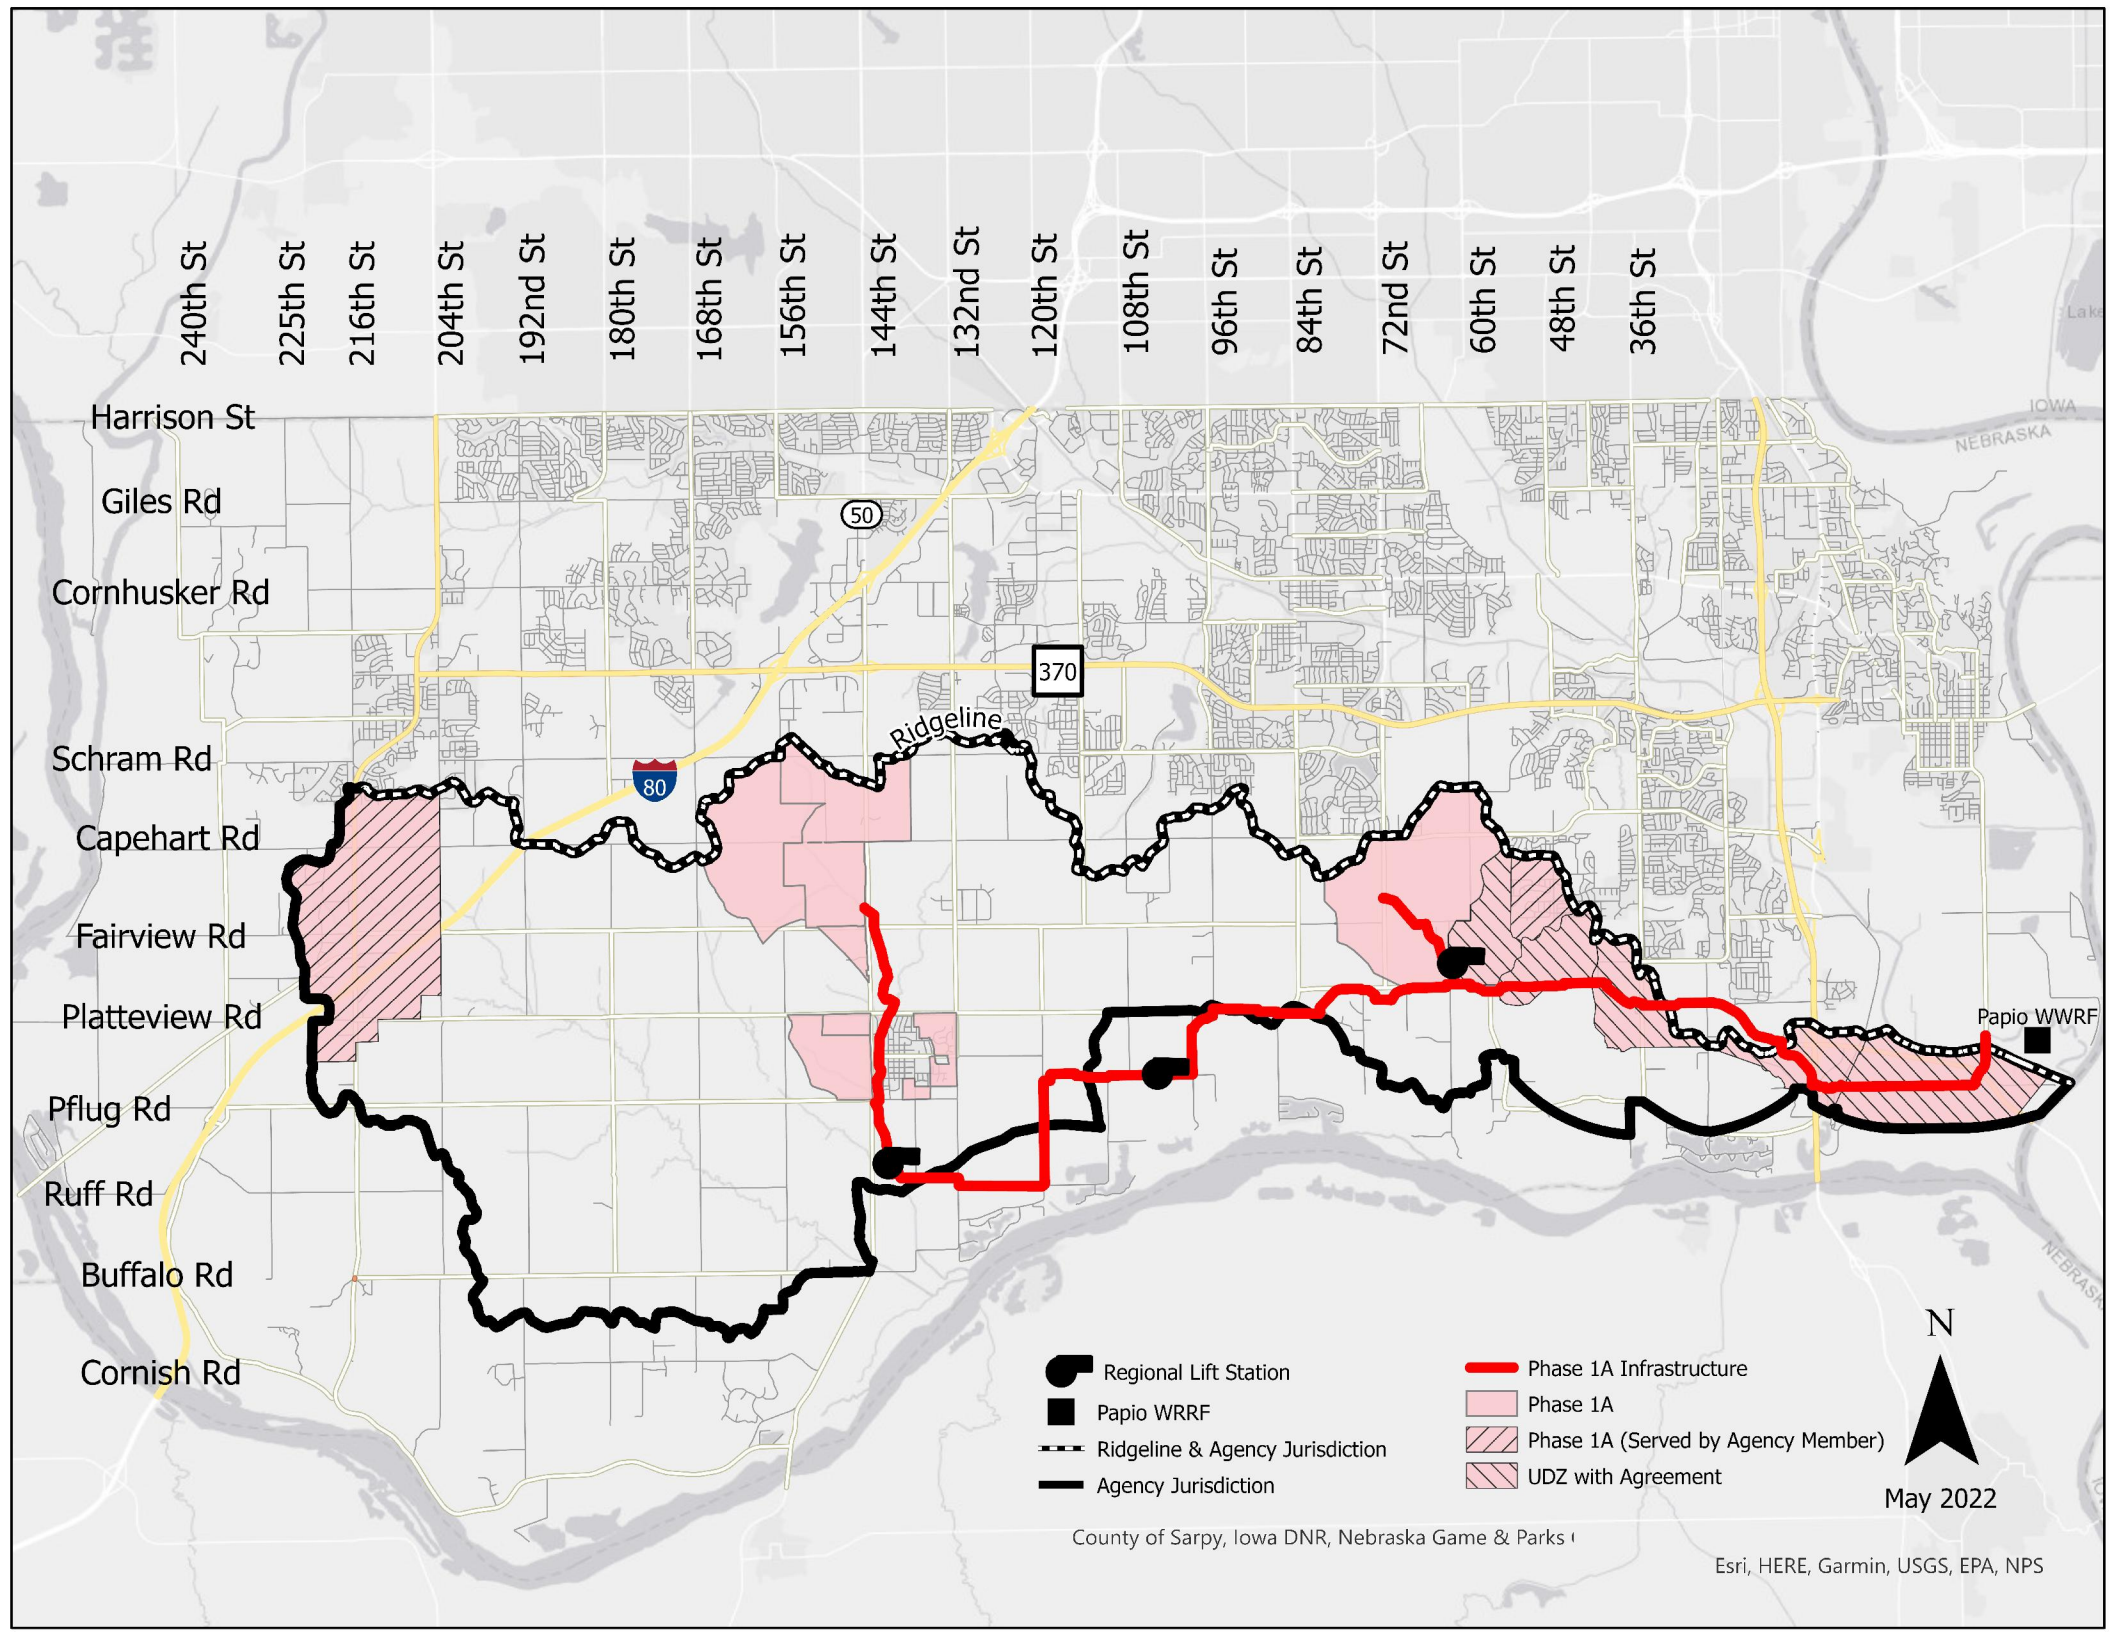 240th St
225th St
216th St
204th St
192nd St
180th St
168th St
156th St
144th St
132nd St
120th St
108th St
96th St
84th St
72nd St
60th St
48th St
36th St
Lake
Harrison St
IOWA
NEBRASKA
Giles Rd
50
Cornhusker Rd
370
Ridgeline
Schram Rd
80
Capehart Rd
Fairview Rd
Platteview Rd
Papio WWRF
Pflug Rd
Ruff Rd
Buffalo Rd
NEBRASK
Cornish Rd
Regional Lift Station
Papio WRRF
Ridgeline & Agency Jurisdiction
Agency Jurisdiction
Phase 1A Infrastructure
Phase 1A
Phase 1A (Served by Agency Member)
UDZ with Agreement
N
May 2022
County of Sarpy, Iowa DNR, Nebraska Game & Parks
Esri, HERE, Garmin, USGS, EPA, NPS